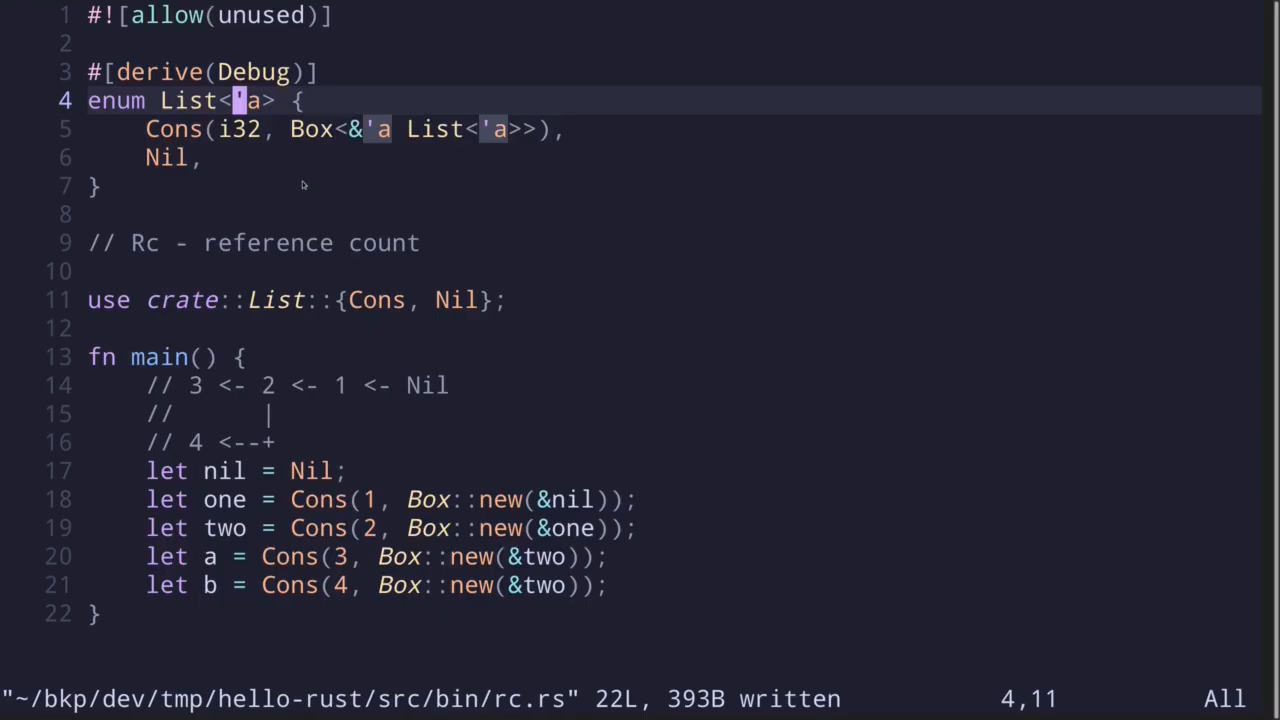 1 #![allow(unused)]
2
3 #[derive(Debug)]
4 enum List<'a> {
5     Cons(i32, Box<&'a List<'a>>),
6     Nil,
7 }
8
9 // Rc - reference count
10
11 use crate::List::{Cons, Nil};
12
13 fn main() {
14     // 3 <- 2 <- 1 <- Nil
15     //      |
16     // 4 <--+
17     let nil = Nil;
18     let one = Cons(1, Box::new(&nil));
19     let two = Cons(2, Box::new(&one));
20     let a = Cons(3, Box::new(&two));
21     let b = Cons(4, Box::new(&two));
22 }
"~/bkp/dev/tmp/hello-rust/src/bin/rc.rs" 22L, 393B written 4,11 All